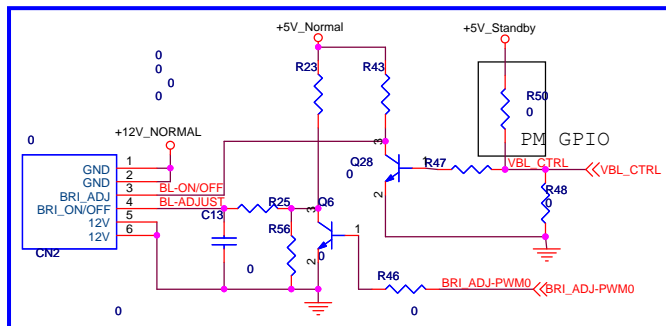 +5V_Normal
+5V_Standby
0
0
0
0
R23
R43
R50
0
PM GPIO
0
+12V_NORMAL
3
1
Q28
0
2
R47
VBL_CTRL
VBL_CTRL
R48
0
GND
GND
BRI_ADJ
BRI_ON/OFF
12V
12V
1
2
3
4
5
6
CN2
BL-ON/OFF
BL-ADJUST
C13
0
R25
R56
0
Q6
3
1
2
0
R46
0
BRI_ADJ-PWM0
BRI_ADJ-PWM0
0